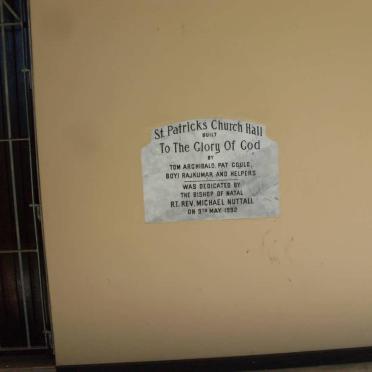 St. Patricks Church Hall
BUILT
To The Glory Of God
BY
TOM ARCHIBALD, PAT GOULD,
BOYI RAJKUMAR, AND HELPERS
WAS DEDICATED BY
THE BISHOP OF NATAL
RT. REV. MICHAEL NUTTALL
ON 9TH MAY 1992